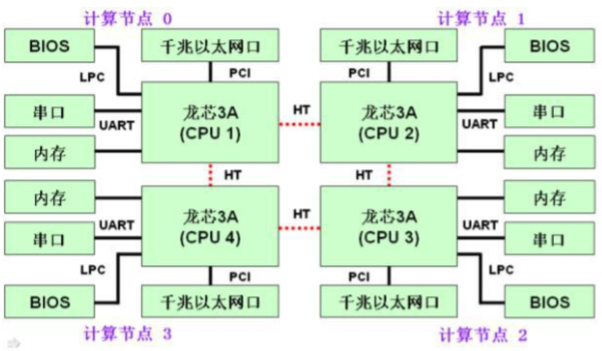 计算节点 0
计算节点 1
BIOS
千兆以太网口
千兆以太网口
BIOS
LPC
PCI
PCI
LPC
串口
龙芯3A
(CPU 1)
HT
龙芯3A
(CPU 2)
串口
UART
UART
内存
内存
HT
HT
内存
龙芯3A
(CPU 4)
HT
龙芯3A
(CPU 3)
内存
UART
UART
串口
串口
LPC
PCI
PCI
LPC
BIOS
千兆以太网口
千兆以太网口
BIOS
计算节点 3
计算节点 2